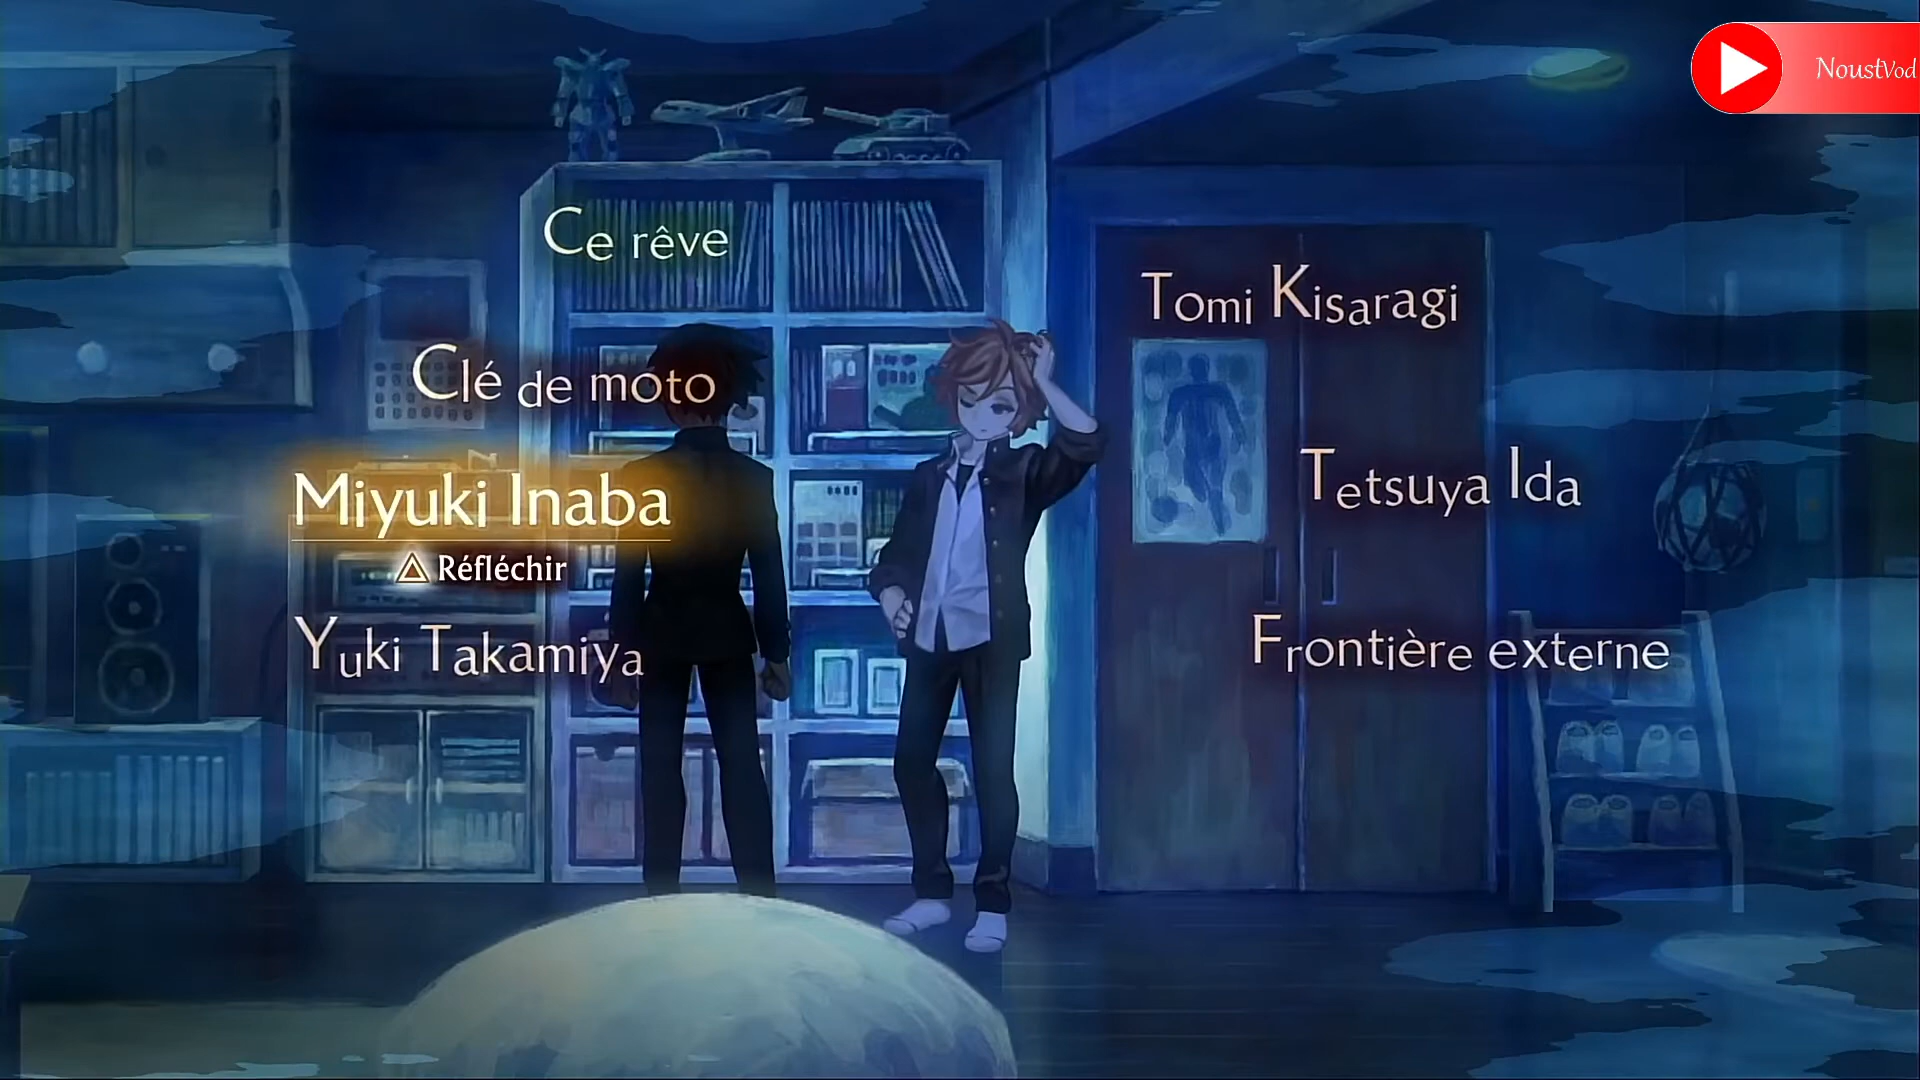 NoustVod
Ce rêve
Tomi Kisaragi
Clé de moto
Miyuki Inaba
Réfléchir
Tetsuya Ida
Yuki Takamiya
Frontière externe